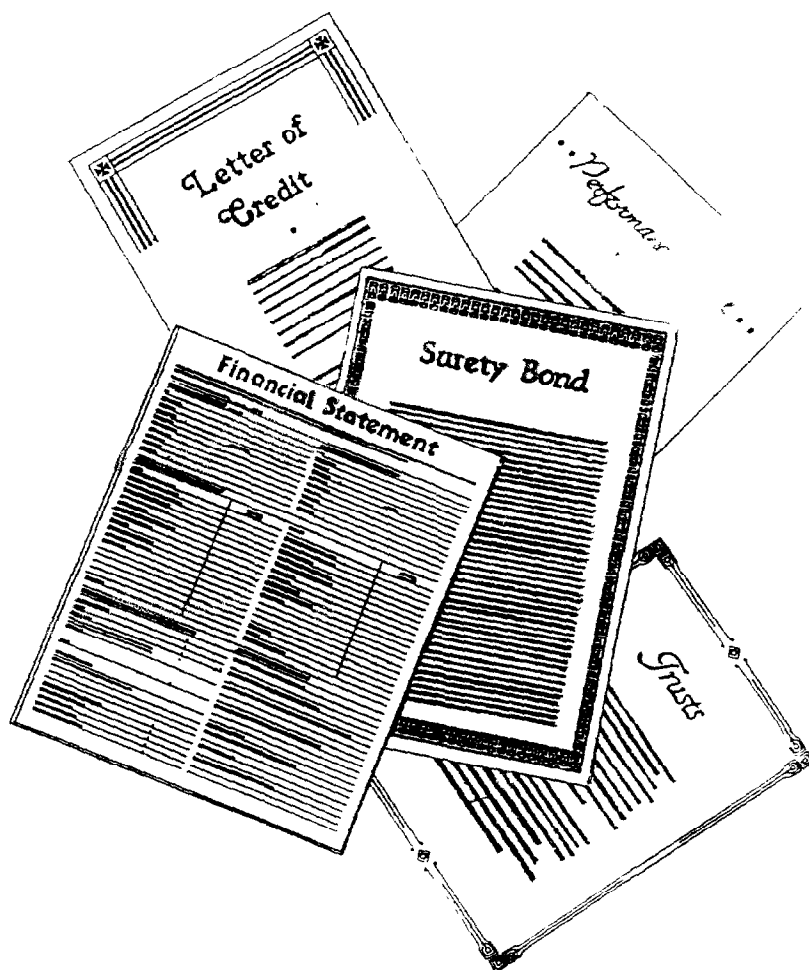 Letter of
Credit
Surety Bond
Financial Statement
Trusts